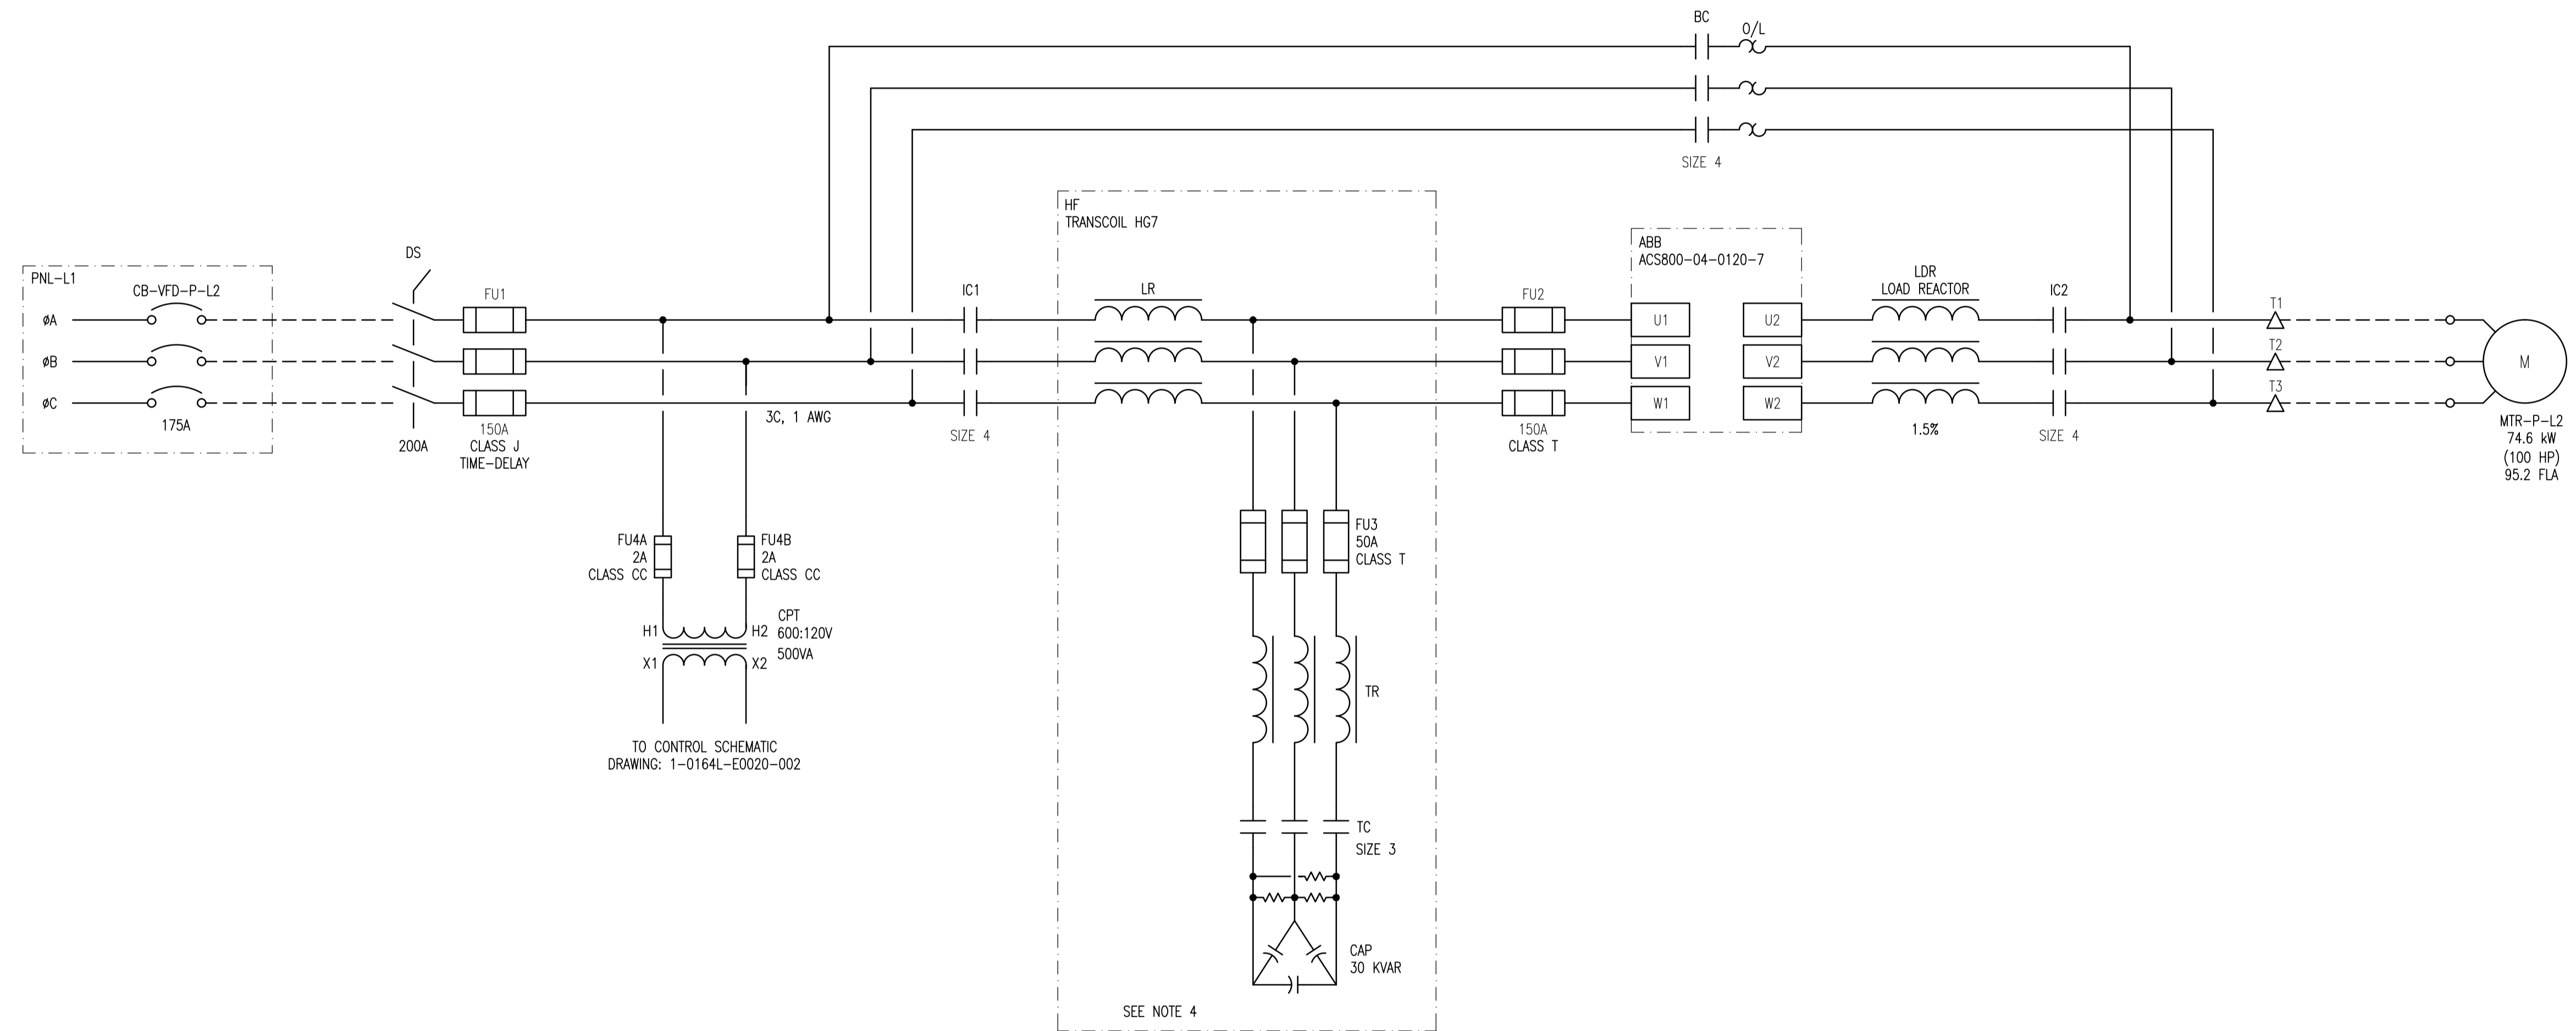 BC
O/L
SIZE 4
HF
TRANSCOIL HG7
ABB
ACS800-04-0120-7
PNL-L1
CB-VFD-P-L2
DS
FU1
IC1
LR
FU2
LDR
LOAD REACTOR
IC2
T1
T2
T3
øA
øB
øC
U1
V1
W1
U2
V2
W2
M
175A
200A
150A
CLASS J
TIME-DELAY
3C, 1 AWG
SIZE 4
150A
CLASS T
1.5%
SIZE 4
MTR-P-L2
74.6 kW
(100 HP)
95.2 FLA
FU4A
2A
CLASS CC
FU4B
2A
CLASS CC
FU3
50A
CLASS T
CPT
600:120V
500VA
H1
H2
X1
X2
TR
TO CONTROL SCHEMATIC
DRAWING: 1-0164L-E0020-002
TC
SIZE 3
CAP
30 KVAR
SEE NOTE 4